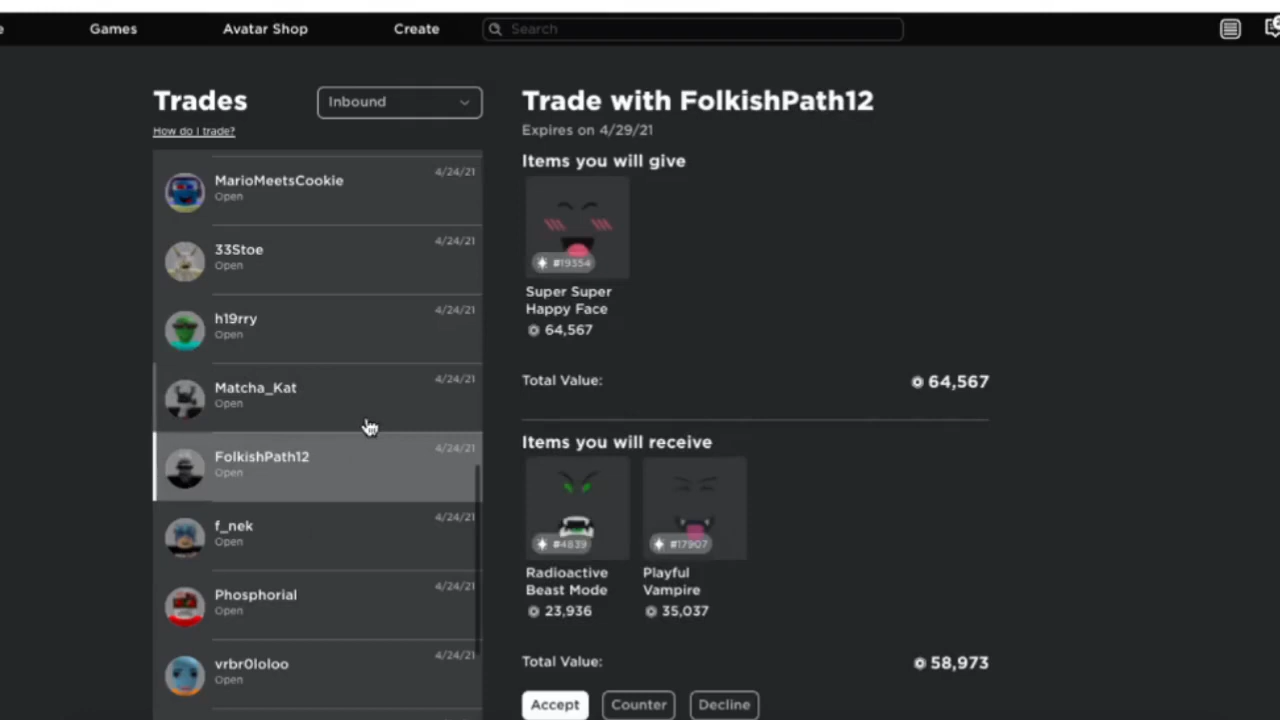 e
Games
Avatar Shop
Create
Search
Trades
Inbound
How do I trade?
MarioMeetsCookie
4/24/21
Open
33Stoe
4/24/21
Open
h19rry
4/24/21
Open
Matcha_Kat
4/24/21
Open
FolkishPath12
4/24/21
Open
f_nek
4/24/21
Open
Phosphorial
4/24/21
Open
vrbr0loloo
4/24/21
Open
Trade with FolkishPath12
Expires on 4/29/21
Items you will give
#19354
Super Super
Happy Face
64,567
Total Value:
64,567
Items you will receive
#4839
#17907
Radioactive
Beast Mode
23,936
Playful
Vampire
35,037
Total Value:
58,973
Accept
Counter
Decline